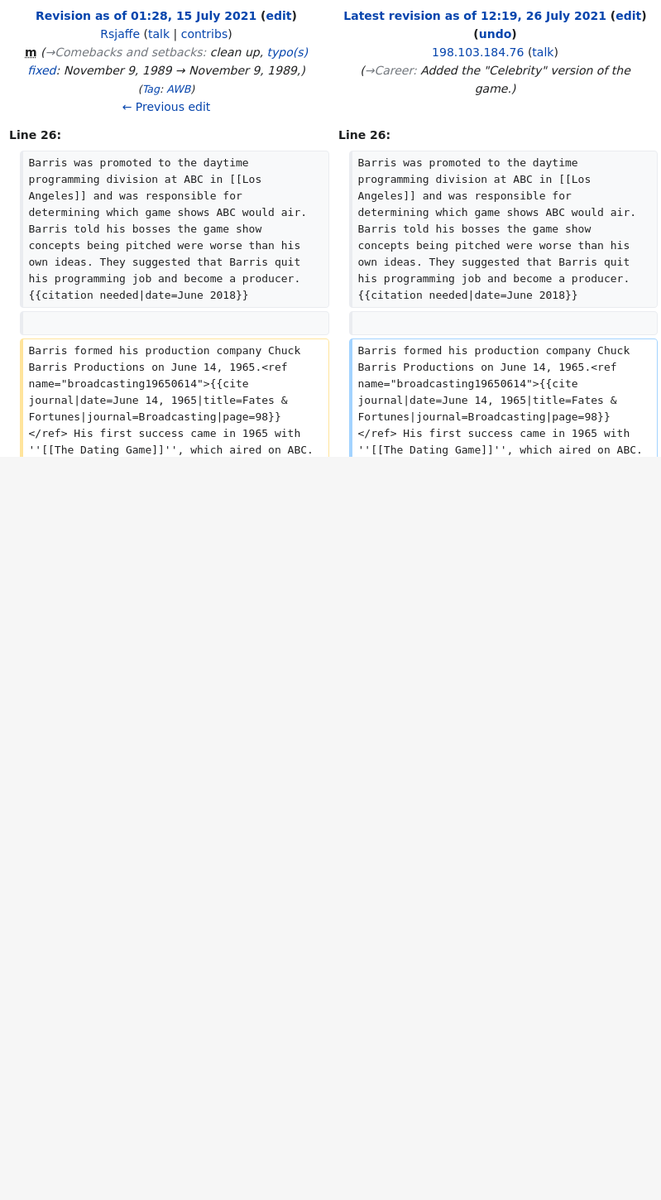 Revision as of 01:28, 15 July 2021 (edit)
Rsjaffe (talk | contribs)
m (→Comebacks and setbacks: clean up, typo(s)
fixed: November 9, 1989 → November 9, 1989,)
(Tag: AWB)
← Previous edit
Latest revision as of 12:19, 26 July 2021 (edit)
(undo)
198.103.184.76 (talk)
(→Career: Added the "Celebrity" version of the
game.)
Line 26:
Line 26:
Barris was promoted to the daytime
programming division at ABC in [[Los
Angeles]] and was responsible for
determining which game shows ABC would air.
Barris told his bosses the game show
concepts being pitched were worse than his
own ideas. They suggested that Barris quit
his programming job and become a producer.
{{citation needed|date=June 2018}}
Barris was promoted to the daytime
programming division at ABC in [[Los
Angeles]] and was responsible for
determining which game shows ABC would air.
Barris told his bosses the game show
concepts being pitched were worse than his
own ideas. They suggested that Barris quit
his programming job and become a producer.
{{citation needed|date=June 2018}}
Barris formed his production company Chuck
Barris Productions on June 14, 1965.<ref
name="broadcasting19650614">{{cite
journal|date=June 14, 1965|title=Fates &
Fortunes|journal=Broadcasting|page=98}}
</ref> His first success came in 1965 with
''[[The Dating Game]]'', which aired on ABC.
Barris formed his production company Chuck
Barris Productions on June 14, 1965.<ref
name="broadcasting19650614">{{cite
journal|date=June 14, 1965|title=Fates &
Fortunes|journal=Broadcasting|page=98}}
</ref> His first success came in 1965 with
''[[The Dating Game]]'', which aired on ABC.